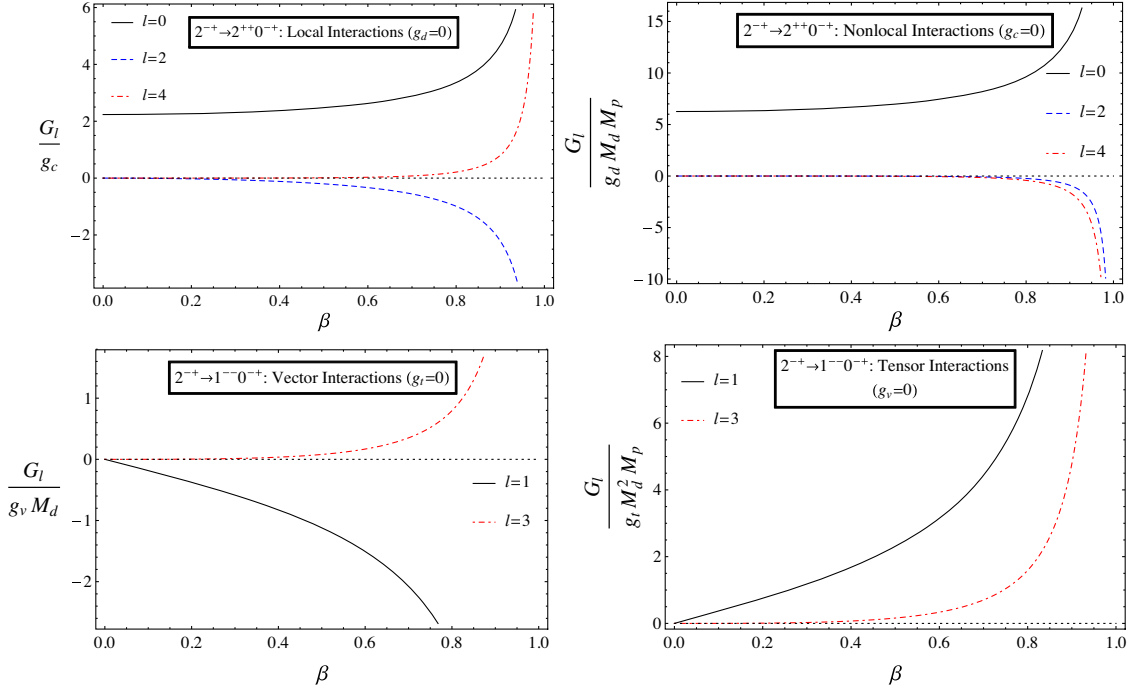 l=0
l=2
l=4
2⁻⁺→2⁺⁺0⁻⁺: Local Interactions (g_d=0)
G_l
g_c
6
4
2
0
−2
0.0 0.2 0.4 0.6 0.8 1.0
β
2⁻⁺→2⁺⁺0⁻⁺: Nonlocal Interactions (g_c=0)
l=0
l=2
l=4
G_l
g_d M_d M_p
15
10
5
0
−5
−10
0.0 0.2 0.4 0.6 0.8 1.0
β
2⁻⁺→1⁻⁻0⁻⁺: Vector Interactions (g_t=0)
l=1
l=3
G_l
g_v M_d
1
0
−1
−2
0.0 0.2 0.4 0.6 0.8 1.0
β
2⁻⁺→1⁻⁻0⁻⁺: Tensor Interactions
(g_v=0)
l=1
l=3
G_l
g_t M_d² M_p
8
6
4
2
0
0.0 0.2 0.4 0.6 0.8 1.0
β